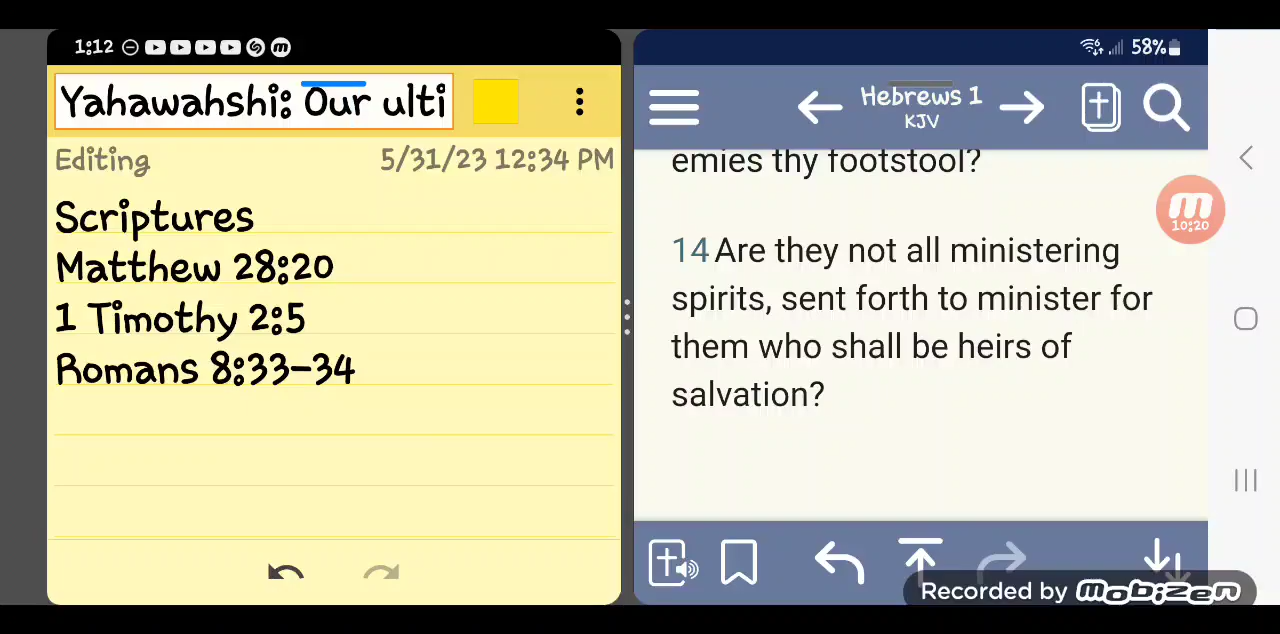 1:12
58%
Yahawahshi: Our ulti
Editing
5/31/23 12:34 PM
Scriptures
Matthew 28:20
1 Timothy 2:5
Romans 8:33-34
Hebrews 1
KJV
emies thy footstool?
14 Are they not all ministering
spirits, sent forth to minister for
them who shall be heirs of
salvation?
10:20
Recorded by mobizen